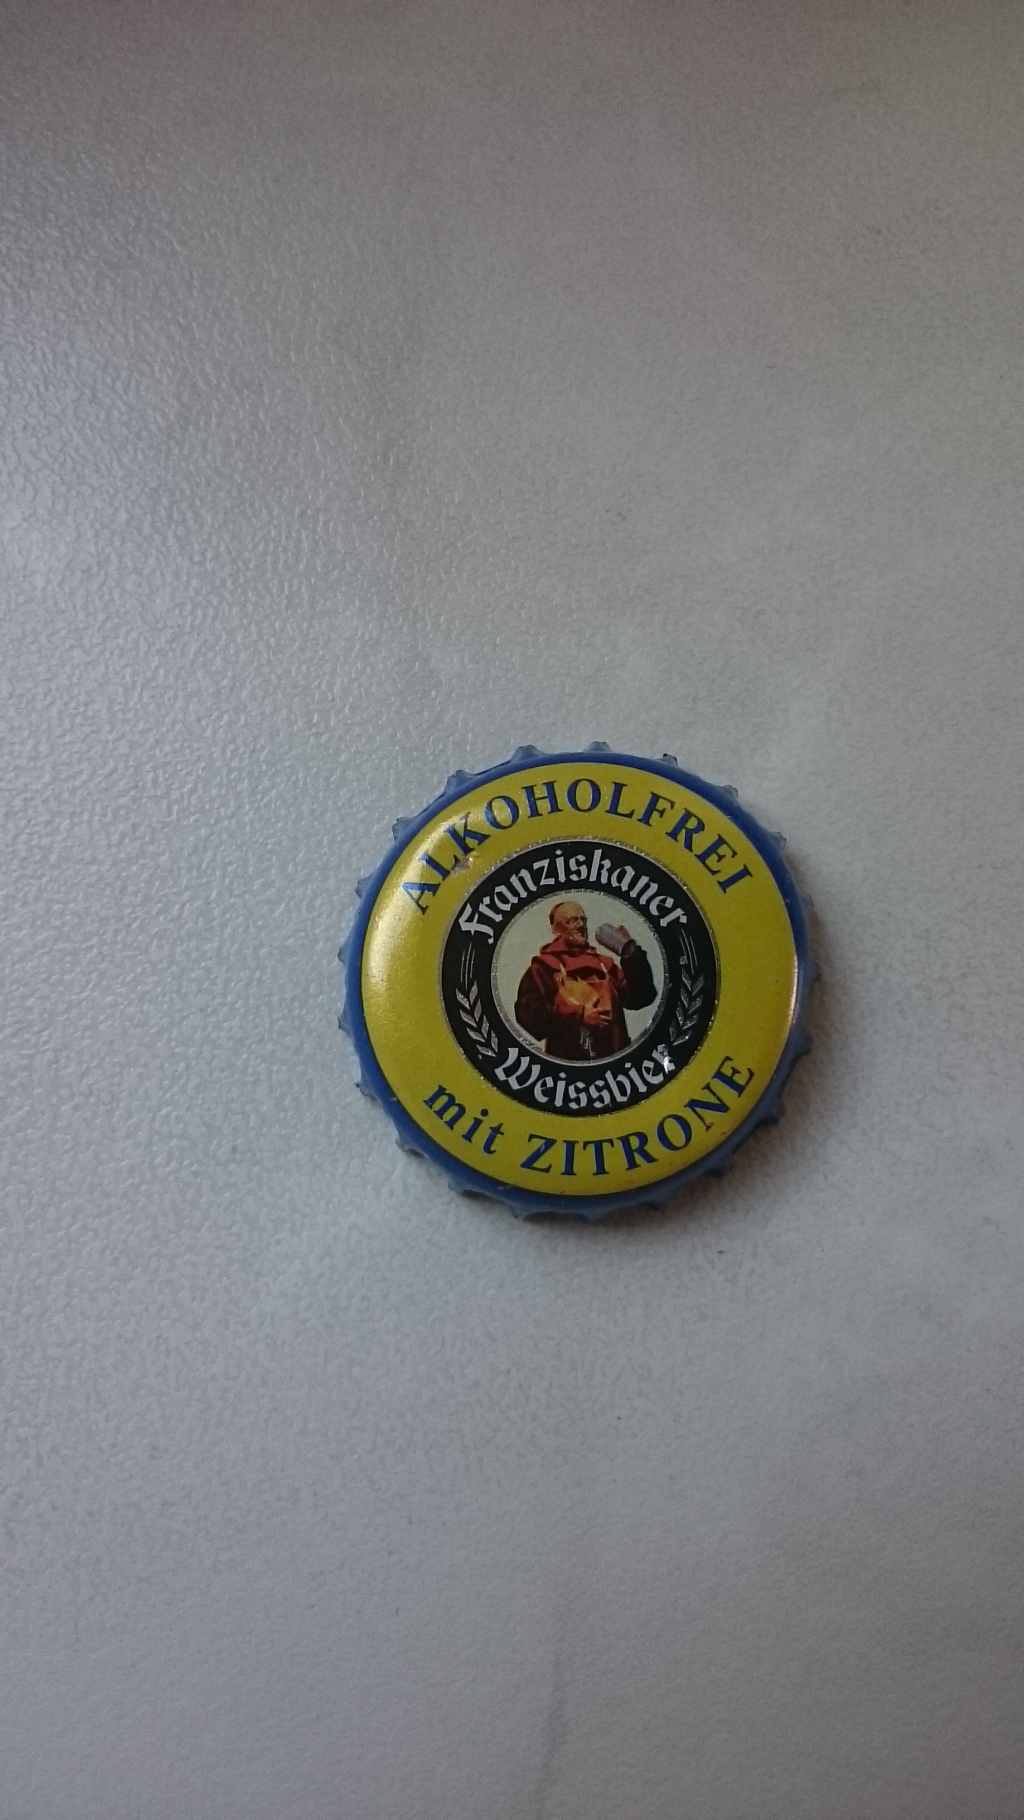 ALKOHOLFREI
Franziskaner
Weissbier
mit ZITRONE